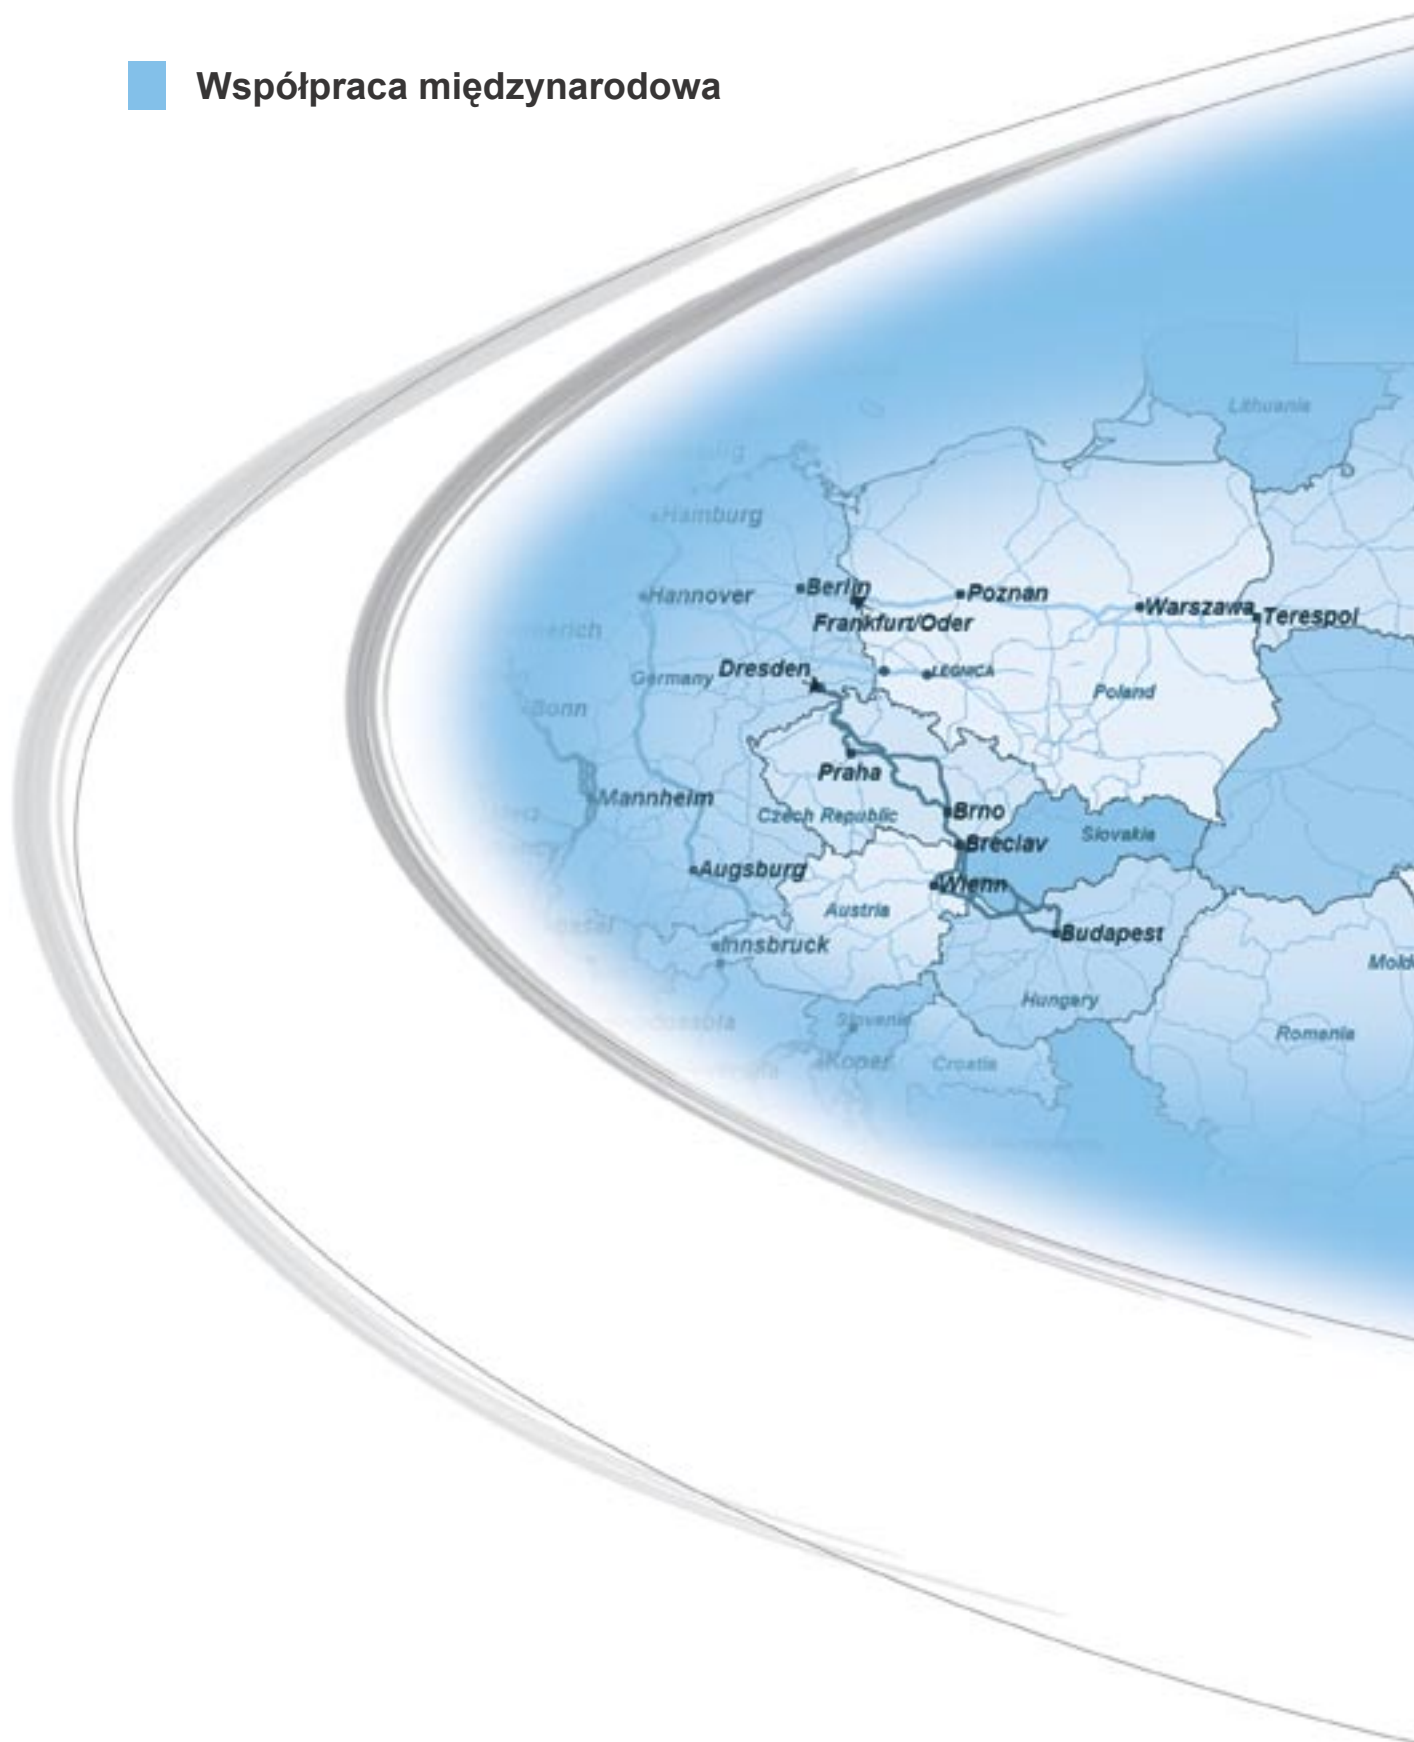 Współpraca międzynarodowa
Lithuania
Hamburg
Berlin
Hannover
Poznan
Warszawa
Terespol
Frankfurt/Oder
Dresden
LEGNICA
Germany
Poland
Bonn
Praha
Mannheim
Brno
Czech Republic
Slovakia
Breclav
Augsburg
Wienn
Austria
Budapest
Innsbruck
Hungary
Slovenia
Romania
Koper
Croatia